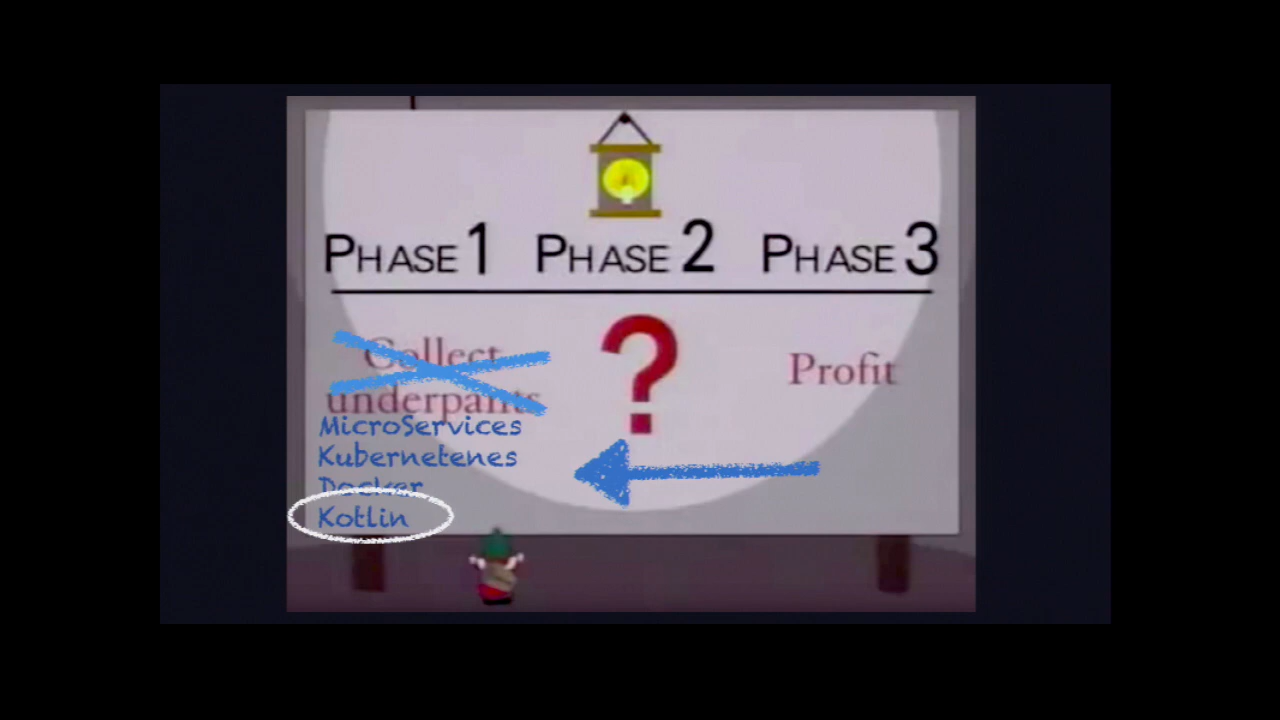 PHASE 1 PHASE 2 PHASE 3
Collect
underpants
?
Profit
MicroServices
Kubernetenes
Docker
Kotlin